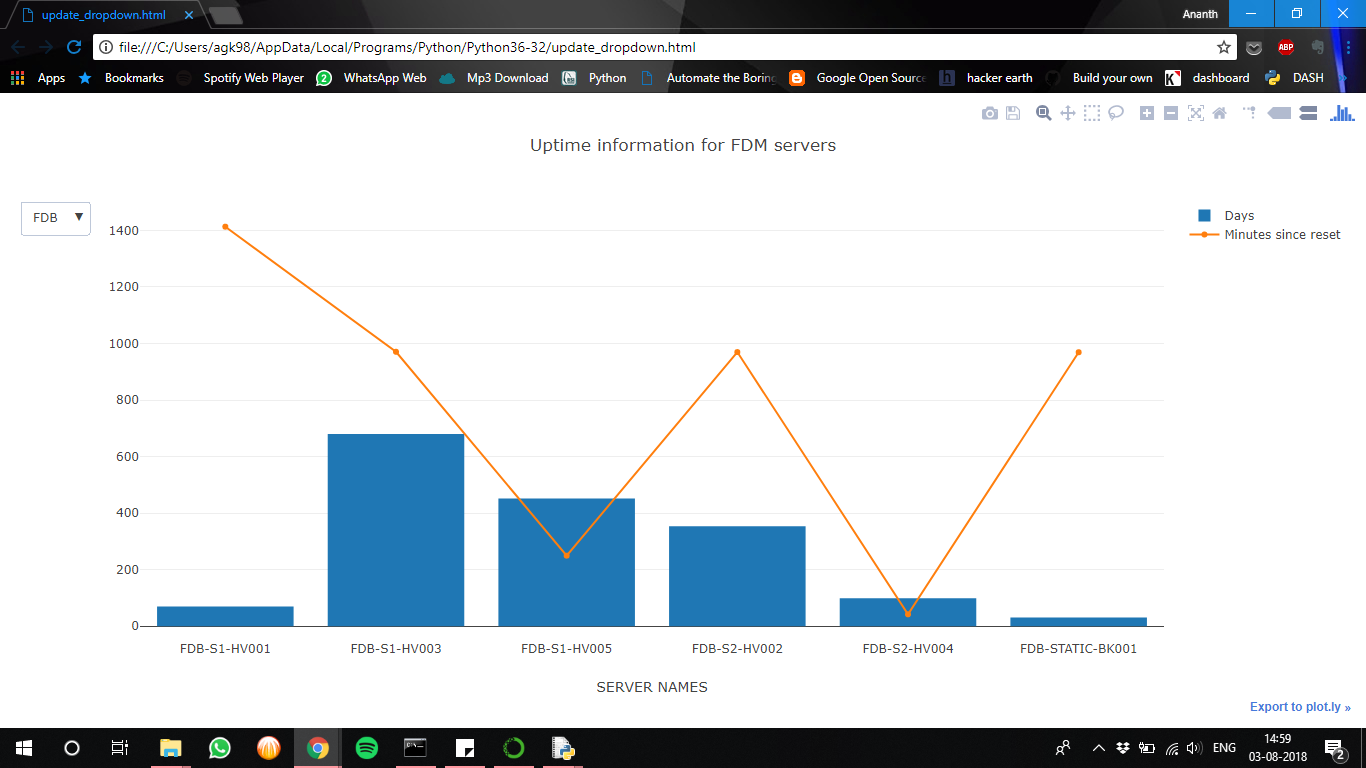 update_dropdown.html
Ananth
file:///C:/Users/agk98/AppData/Local/Programs/Python/Python36-32/update_dropdown.html
ABP
Apps Bookmarks Spotify Web Player 2 WhatsApp Web Mp3 Download Python Automate the Borin Google Open Source h hacker earth Build your own K dashboard DASH
Uptime information for FDM servers
FDB ▼
Days
Minutes since reset
1400
1200
1000
800
600
400
200
0
FDB-S1-HV001 FDB-S1-HV003 FDB-S1-HV005 FDB-S2-HV002 FDB-S2-HV004 FDB-STATIC-BK001
SERVER NAMES
Export to plot.ly »
ENG
14:59
03-08-2018
2